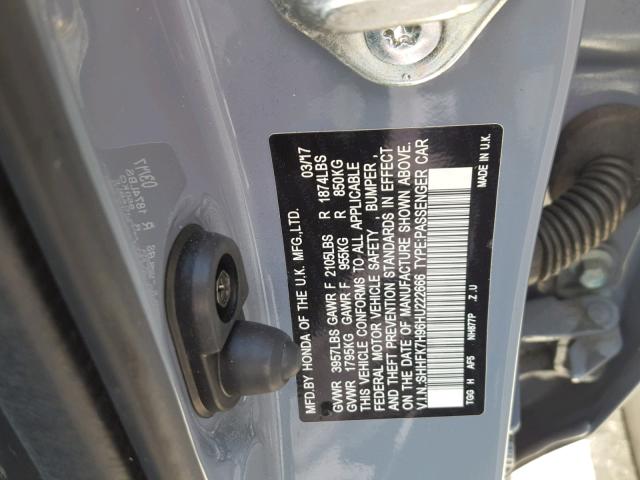 MFD.BY HONDA OF THE U.K. MFG.,LTD. 03/17
GVWR 3957LBS GAWR F 2105LBS R 1874LBS
GVWR 1795KG GAWR F 955KG R 850KG
THIS VEHICLE CONFORMS TO ALL APPLICABLE
FEDERAL MOTOR VEHICLE SAFETY , BUMPER ,
AND THEFT PREVENTION STANDARDS IN EFFECT
ON THE DATE OF MANUFACTURE SHOWN ABOVE.
V.I.N.:SHHFK7H96HU222666 TYPE:PASSENGER CAR
TGG H AF5 NH877P .Z .U MADE IN U.K.